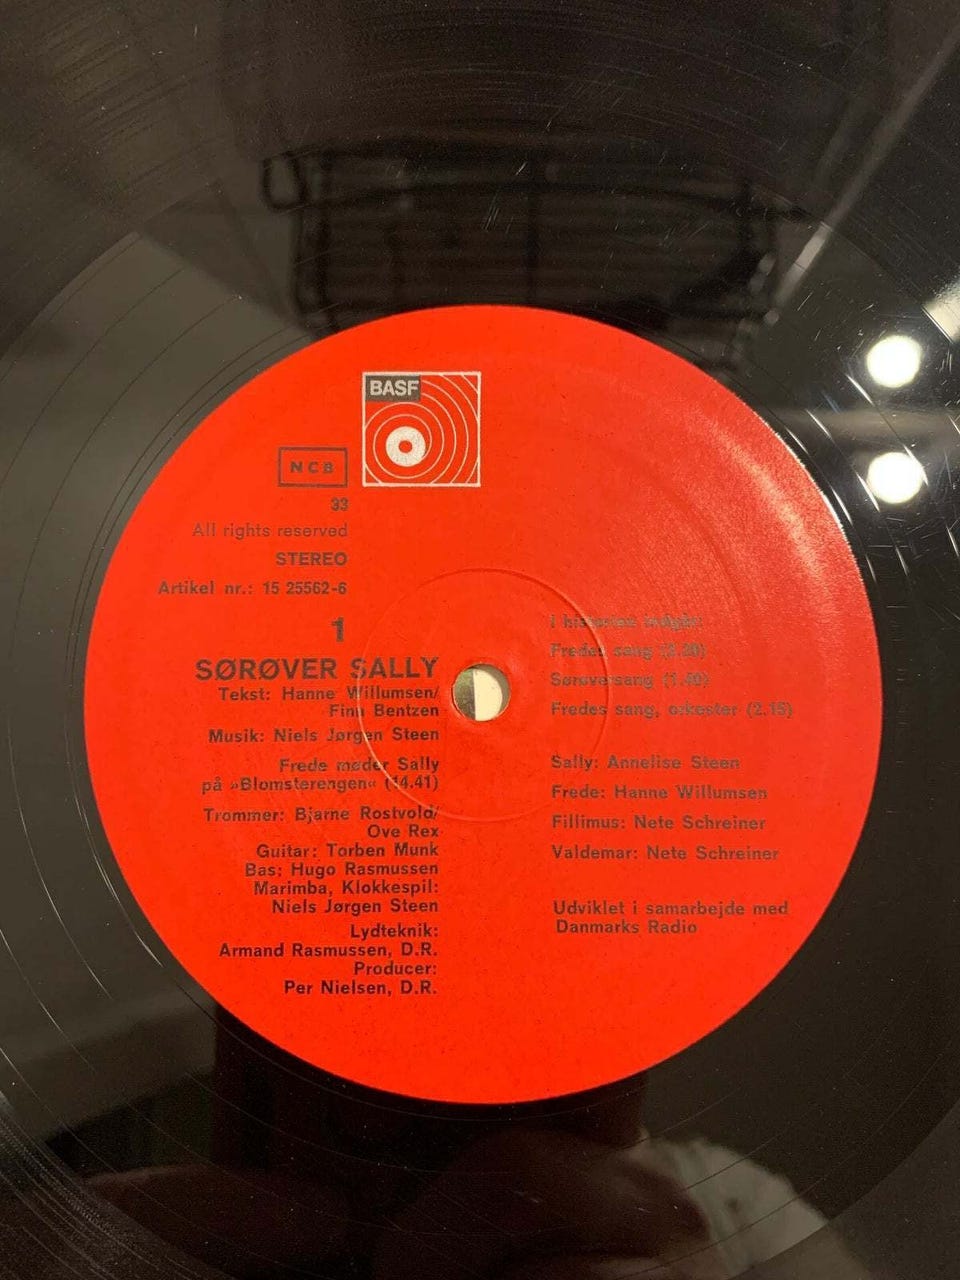 BASF
NCB
33
All rights reserved
STEREO
Artikel nr.: 15 25562-6
1
SØRØVER SALLY
Tekst: Hanne Willumsen/
Finn Bentzen
Musik: Niels Jørgen Steen
Frede møder Sally
på »Blomsterengen« (14.41)
Trommer: Bjarne Rostvold/
Ove Rex
Guitar: Torben Munk
Bas; Hugo Rasmussen
Marimba, Klokkespil:
Niels Jørgen Steen
Lydteknik:
Armand Rasmussen, D.R.
Producer:
Per Nielsen, D.R.
I historien indgår:
Fredes sang (2.20)
Sørøversang (1.40)
Fredes sang, orkester (2.15)
Sally: Annelise Steen
Frede: Hanne Willumsen
Fillimus: Nete Schreiner
Valdemar: Nete Schreiner
Udviklet i samarbejde med
Danmarks Radio